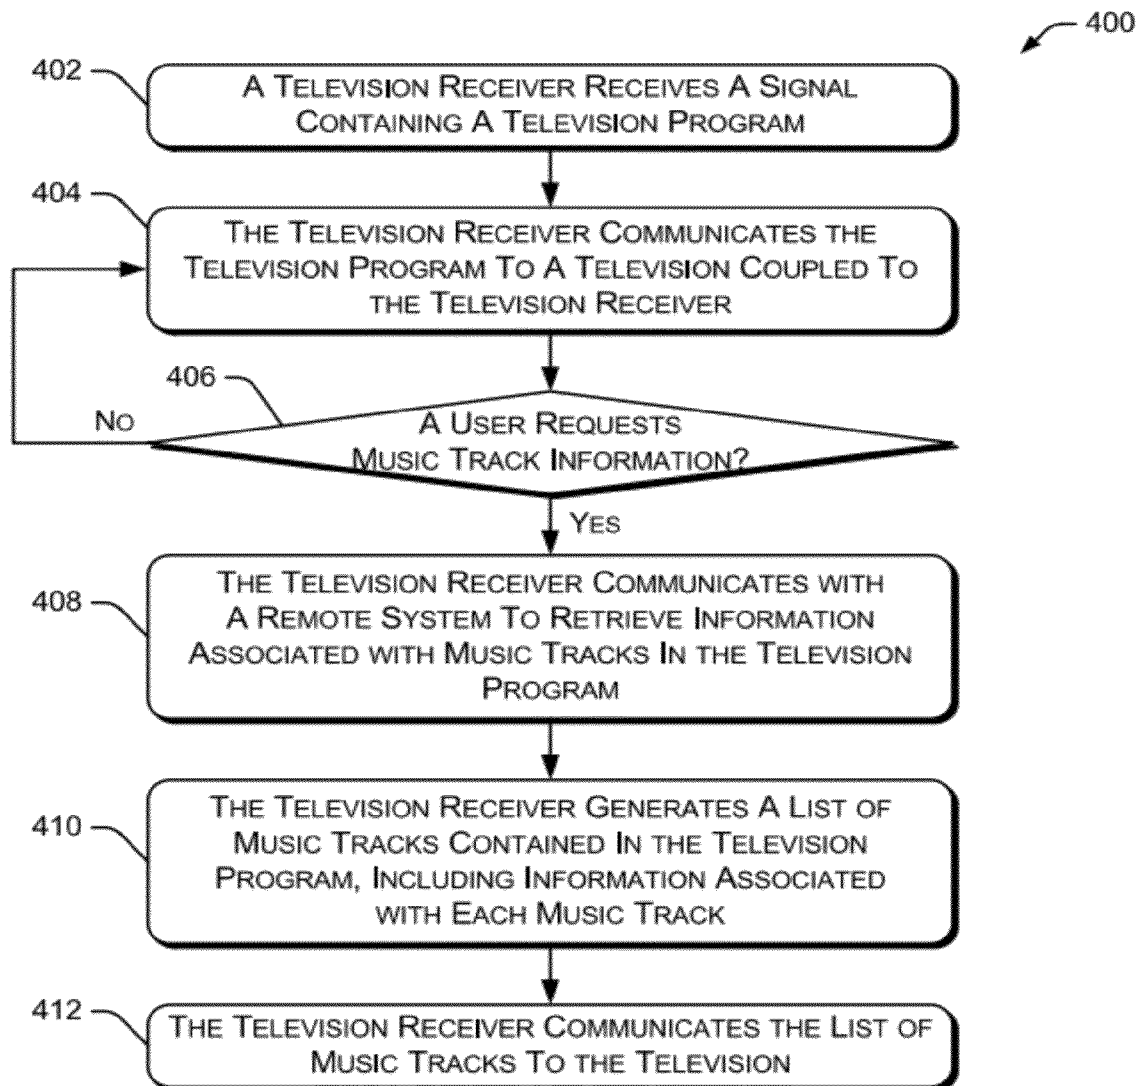 400
402
A TELEVISION RECEIVER RECEIVES A SIGNAL
CONTAINING A TELEVISION PROGRAM
404
THE TELEVISION RECEIVER COMMUNICATES THE
TELEVISION PROGRAM TO A TELEVISION COUPLED TO
THE TELEVISION RECEIVER
406
NO
A USER REQUESTS
MUSIC TRACK INFORMATION?
YES
408
THE TELEVISION RECEIVER COMMUNICATES WITH
A REMOTE SYSTEM TO RETRIEVE INFORMATION
ASSOCIATED WITH MUSIC TRACKS IN THE TELEVISION
PROGRAM
410
THE TELEVISION RECEIVER GENERATES A LIST OF
MUSIC TRACKS CONTAINED IN THE TELEVISION
PROGRAM, INCLUDING INFORMATION ASSOCIATED
WITH EACH MUSIC TRACK
412
THE TELEVISION RECEIVER COMMUNICATES THE LIST OF
MUSIC TRACKS TO THE TELEVISION